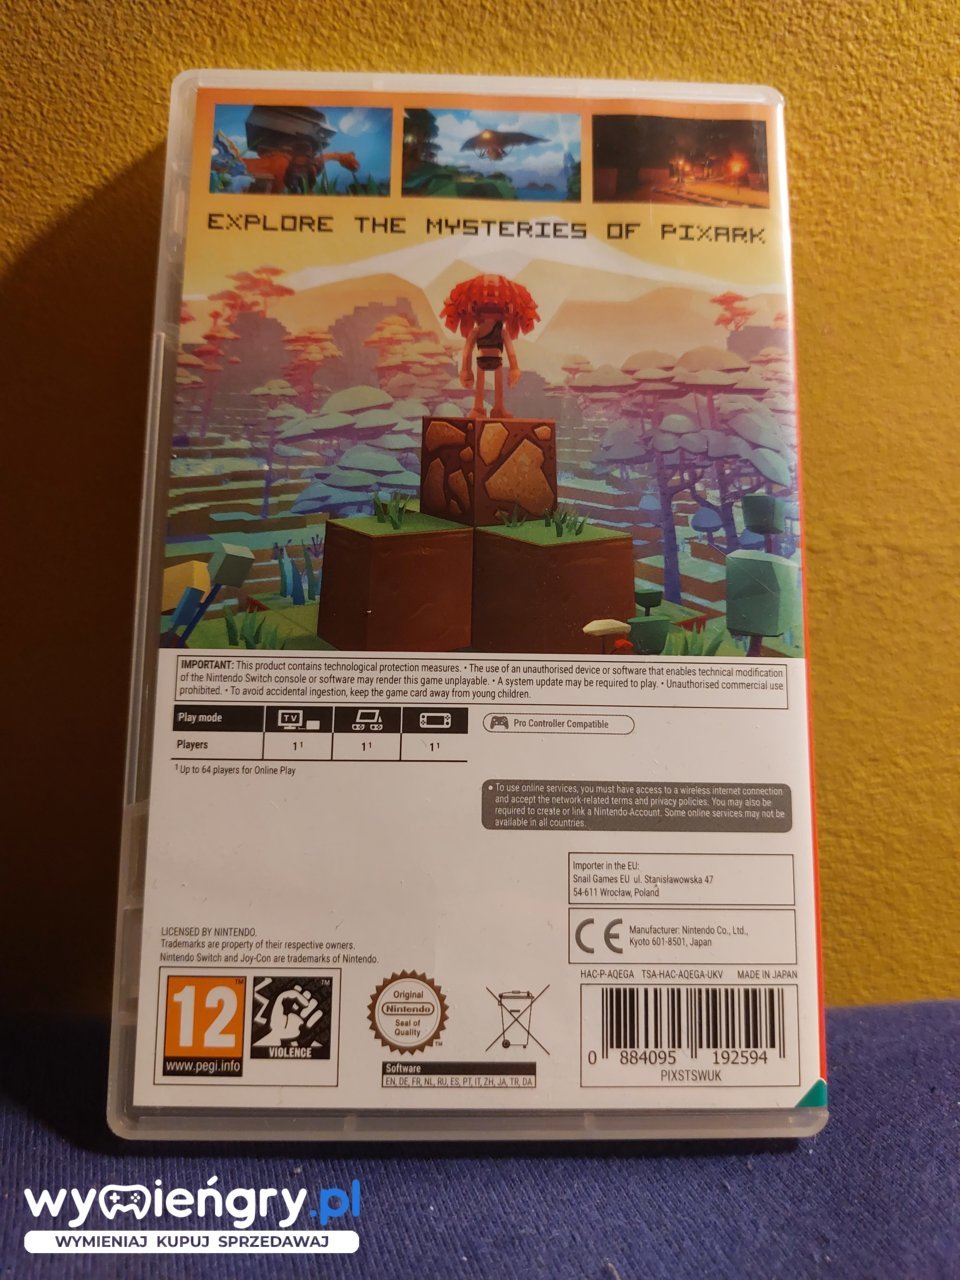 EXPLORE THE MYSTERIES OF PIXARK
IMPORTANT: This product contains technological protection measures. • The use of an unauthorised device or software that enables technical modification
of the Nintendo Switch console or software may render this game unplayable. • A system update may be required to play. • Unauthorised commercial use
prohibited. • To avoid accidental ingestion, keep the game card away from young children.
Play mode TV
Players 1¹ 1¹ 1¹
¹ Up to 64 players for Online Play
Pro Controller Compatible
• To use online services, you must have access to a wireless internet connection
and accept the network-related terms and privacy policies. You may also be
required to create or link a Nintendo Account. Some online services may not be
available in all countries.
Importer in the EU:
Snail Games EU ul. Stanisławowska 47
54-611 Wrocław, Poland
CE
Manufacturer: Nintendo Co., Ltd.,
Kyoto 601-8501, Japan
LICENSED BY NINTENDO.
Trademarks are property of their respective owners.
Nintendo Switch and Joy-Con are trademarks of Nintendo.
HAC-P-AQEGA TSA-HAC-AQEGA-UKV MADE IN JAPAN
12
www.pegi.info
VIOLENCE
TM
TM
Original
Nintendo
Seal of
Quality
TM
Software
EN, DE, FR, NL, RU, ES, PT, IT, ZH, JA, TR, DA
0 884095 192594
PIXSTSWUK
wymieńgry.pl
WYMIENIAJ KUPUJ SPRZEDAWAJ